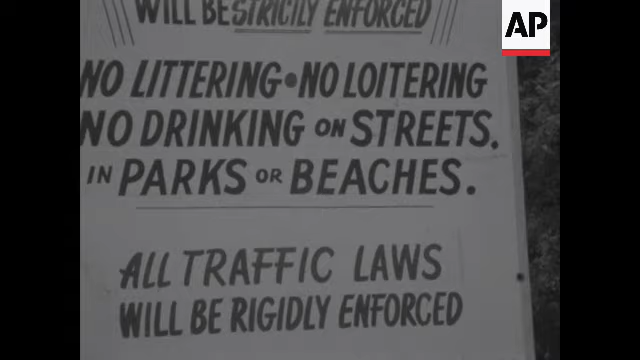 WILL BE STRICTLY ENFORCED
AP
NO LITTERING • NO LOITERING
NO DRINKING ON STREETS.
IN PARKS OR BEACHES.
ALL TRAFFIC LAWS
WILL BE RIGIDLY ENFORCED